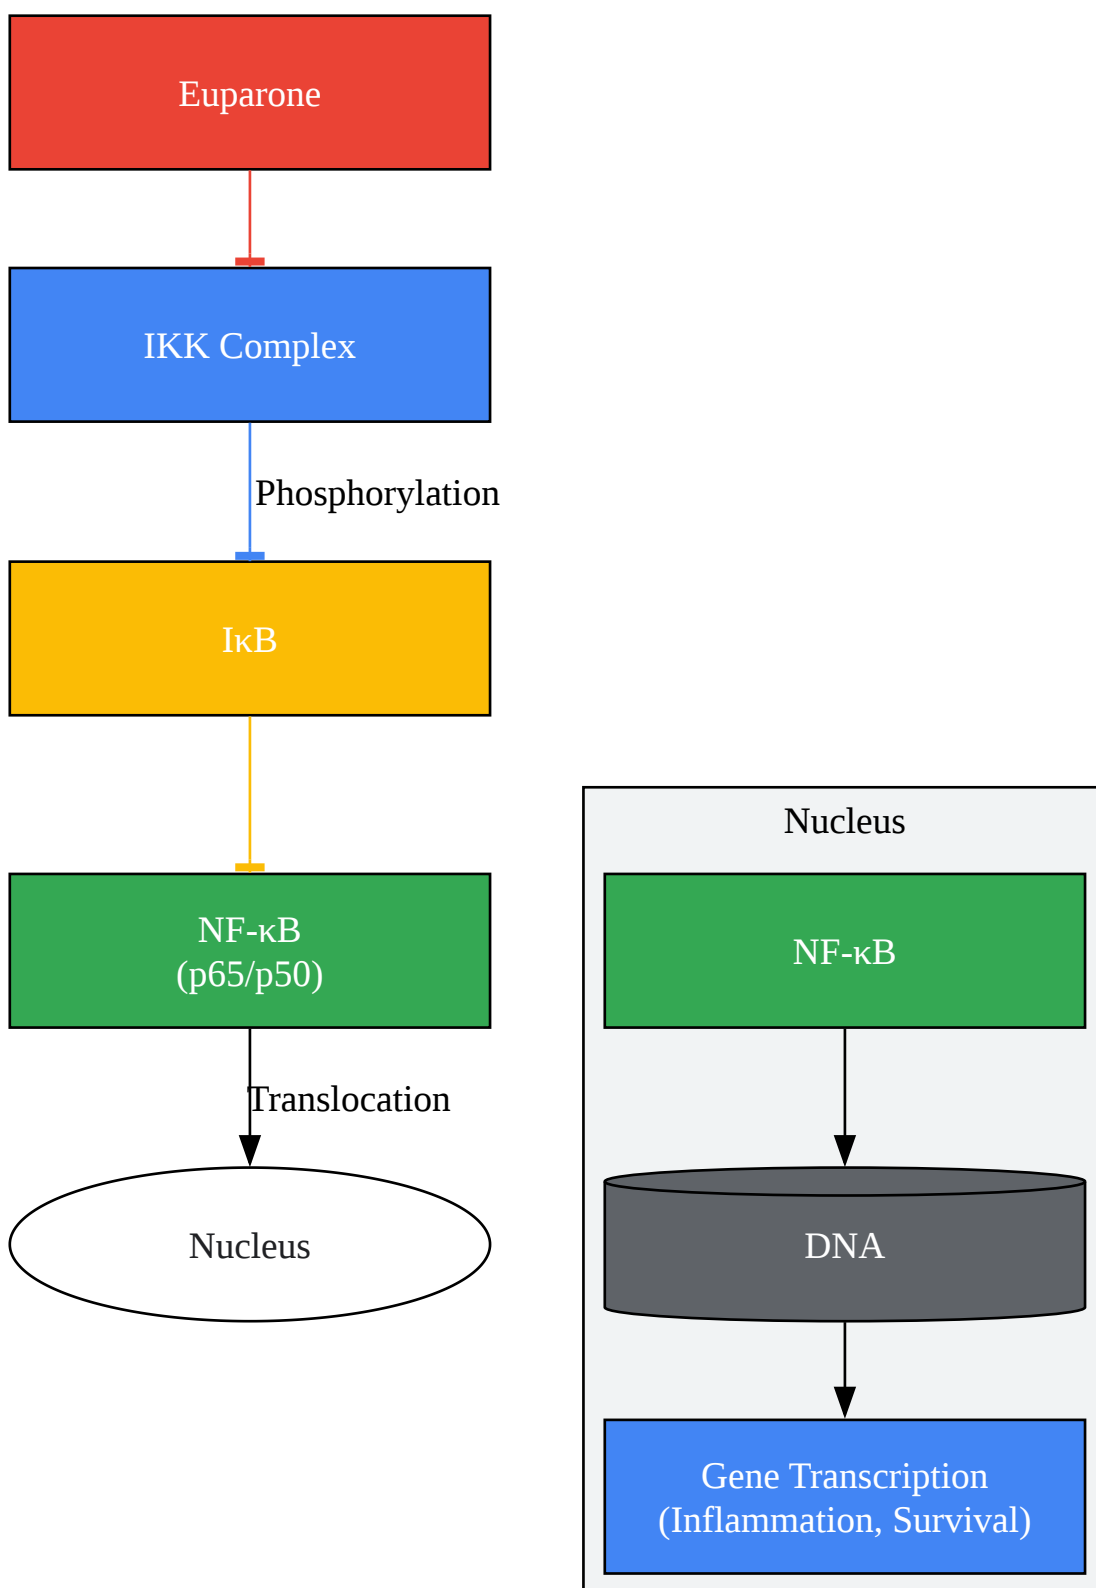 Euparone
IKK Complex
Phosphorylation
IκB
NF-κB
(p65/p50)
Translocation
Nucleus
Nucleus
NF-κB
DNA
Gene Transcription
(Inflammation, Survival)